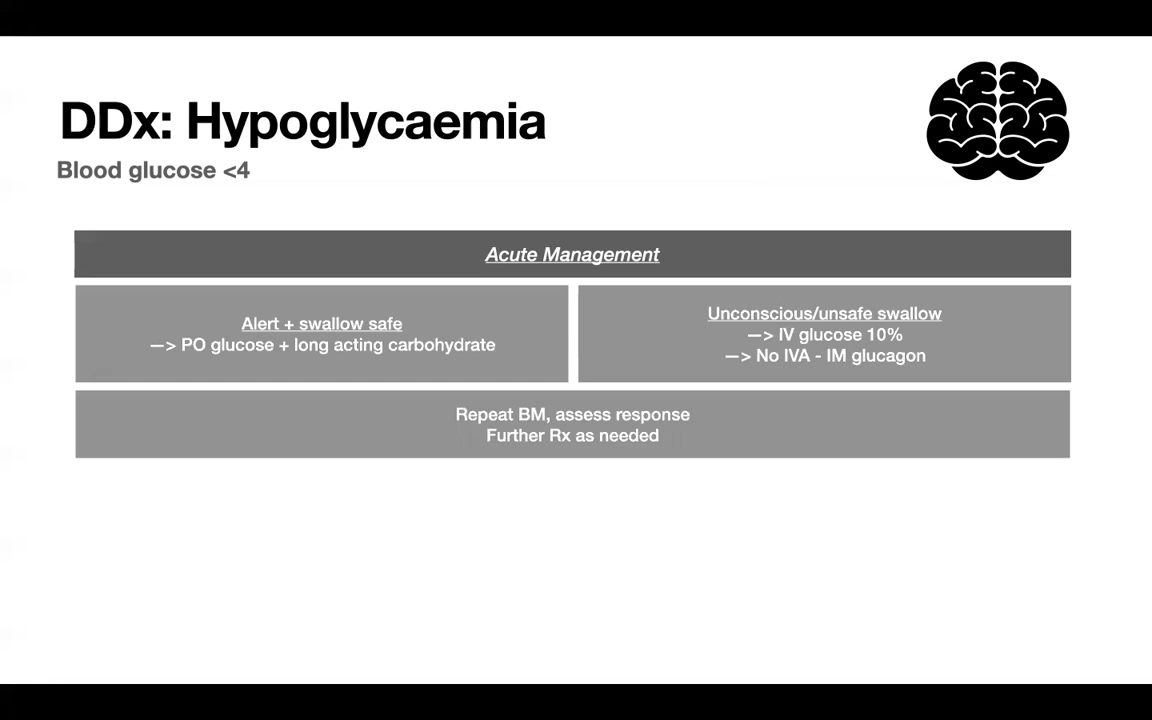 DDx: Hypoglycaemia
Blood glucose <4
Acute Management
Alert + swallow safe
—> PO glucose + long acting carbohydrate
Unconscious/unsafe swallow
—> IV glucose 10%
—> No IVA - IM glucagon
Repeat BM, assess response
Further Rx as needed